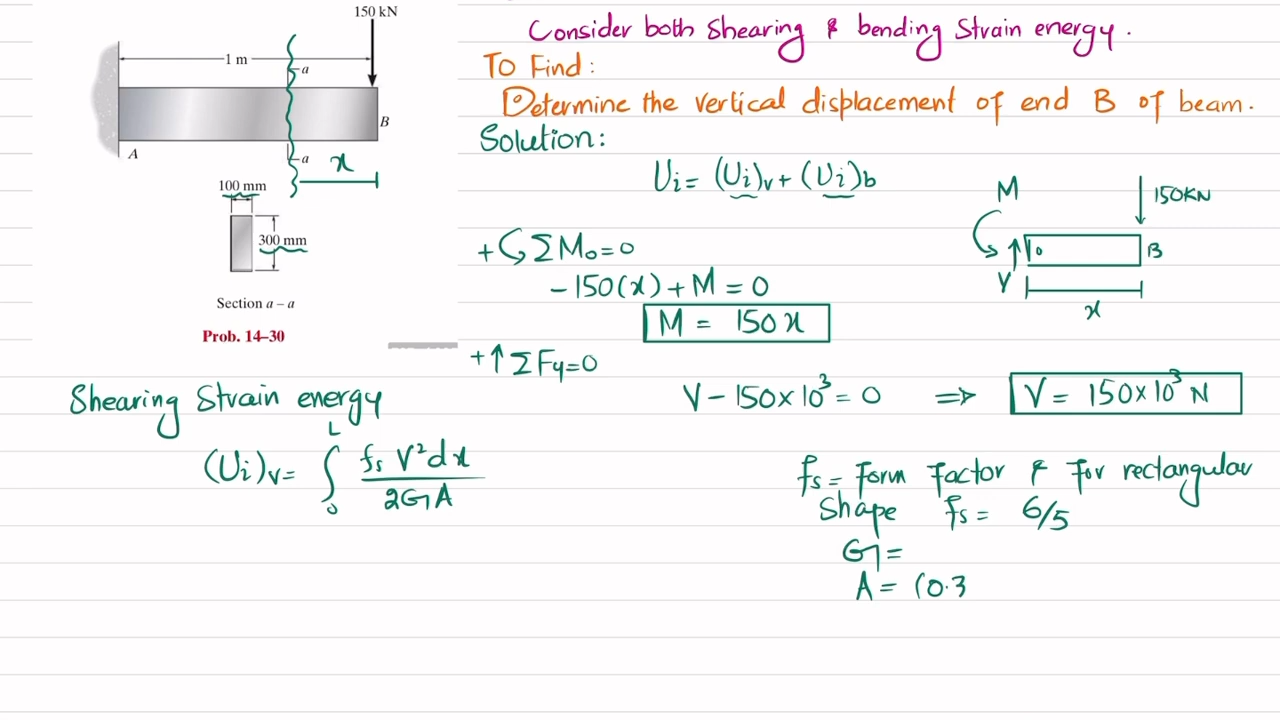 150 kN
1 m
a
B
A
a
x
100 mm
300 mm
Section a – a
Prob. 14–30
Consider both Shearing & bending Strain energy.
To Find:
Determine the vertical displacement of end B of beam.
Solution:
Ui = (Ui)v + (Ui)b
M
150KN
V
o
B
x
+ ΣMo=0
-150(x) + M = 0
M = 150x
+↑ ΣFy=0
V - 150×10³ = 0 ⇒ V = 150×10³ N
Shearing Strain energy
(Ui)v = ∫₀ᴸ fs V²dx / 2GA
fs = Form Factor & For rectangular
Shape fs = 6/5
G =
A = (0.3